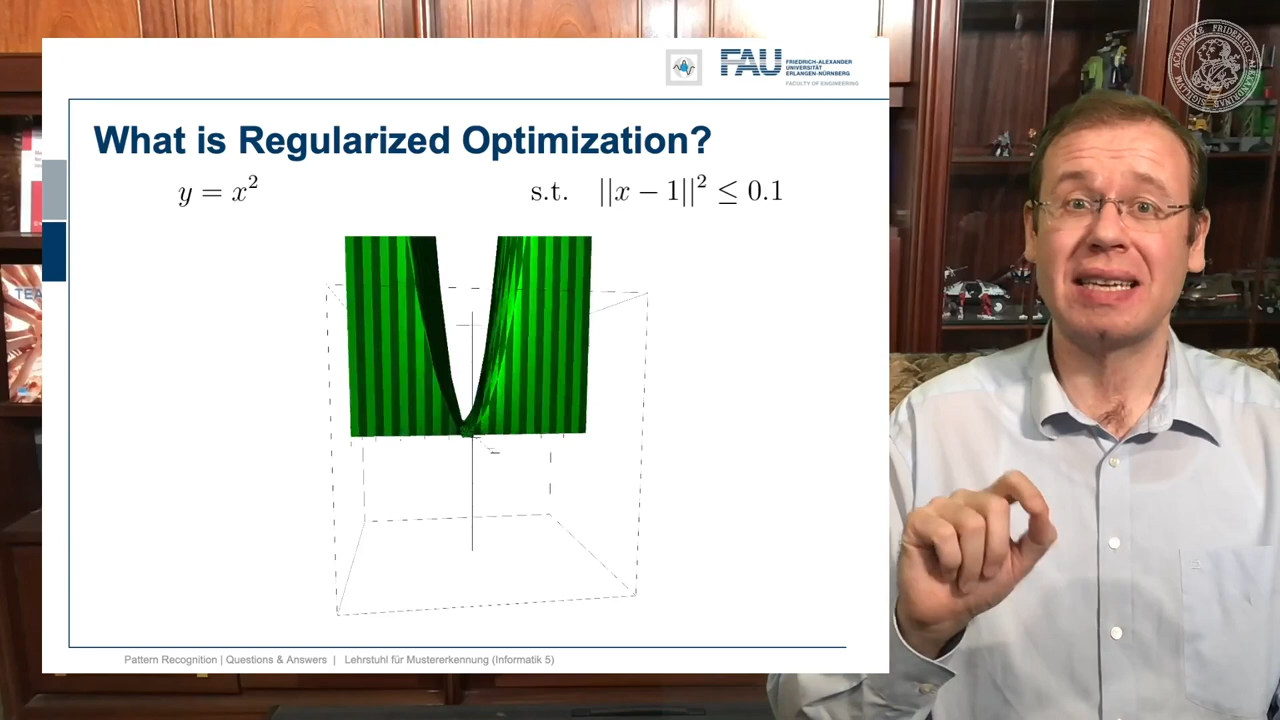 FAU
FRIEDRICH-ALEXANDER
UNIVERSITÄT
ERLANGEN-NÜRNBERG
FACULTY OF ENGINEERING
What is Regularized Optimization?
y = x² s.t. ||x − 1||² ≤ 0.1
TEA
Pattern Recognition | Questions & Answers | Lehrstuhl für Mustererkennung (Informatik 5)